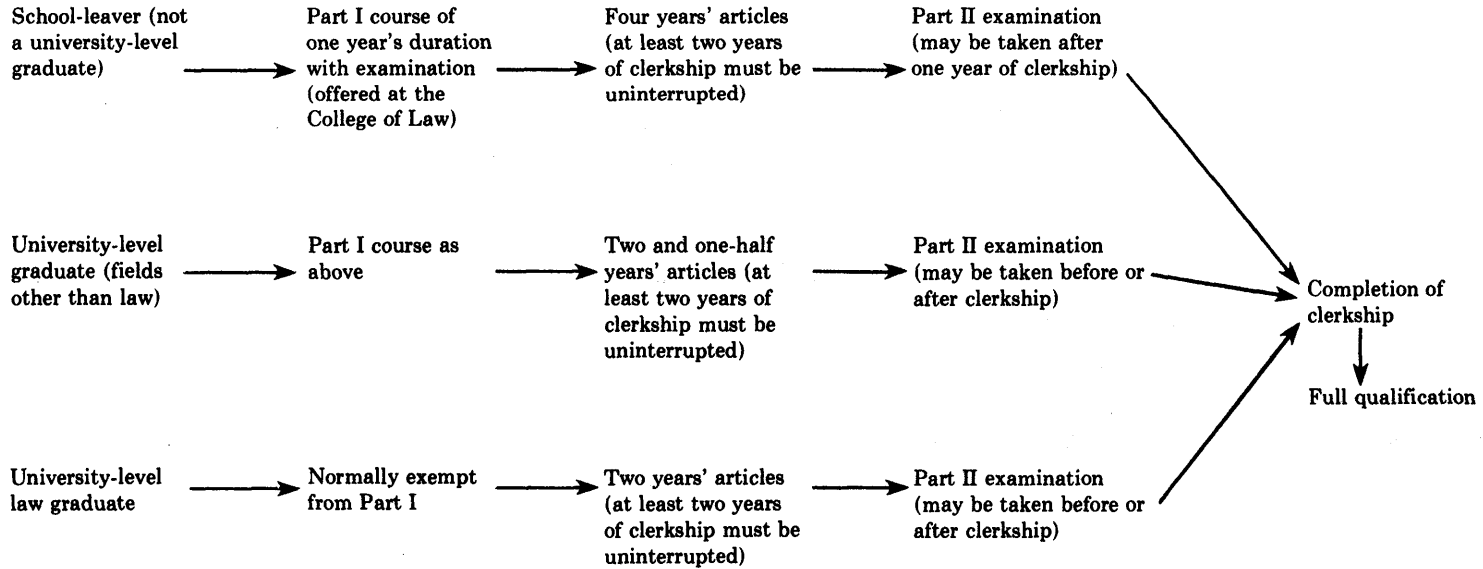 School-leaver (not
a university-level
graduate)
Part I course of
one year's duration
with examination
(offered at the
College of Law)
Four years' articles
(at least two years
of clerkship must be
uninterrupted)
Part II examination
(may be taken after
one year of clerkship)
University-level
graduate (fields
other than law)
Part I course as
above
Two and one-half
years' articles (at
least two years of
clerkship must be
uninterrupted)
Part II examination
(may be taken before or
after clerkship)
Completion of
clerkship
Full qualification
University-level
law graduate
Normally exempt
from Part I
Two years' articles
(at least two years
of clerkship must be
uninterrupted)
Part II examination
(may be taken before or
after clerkship)